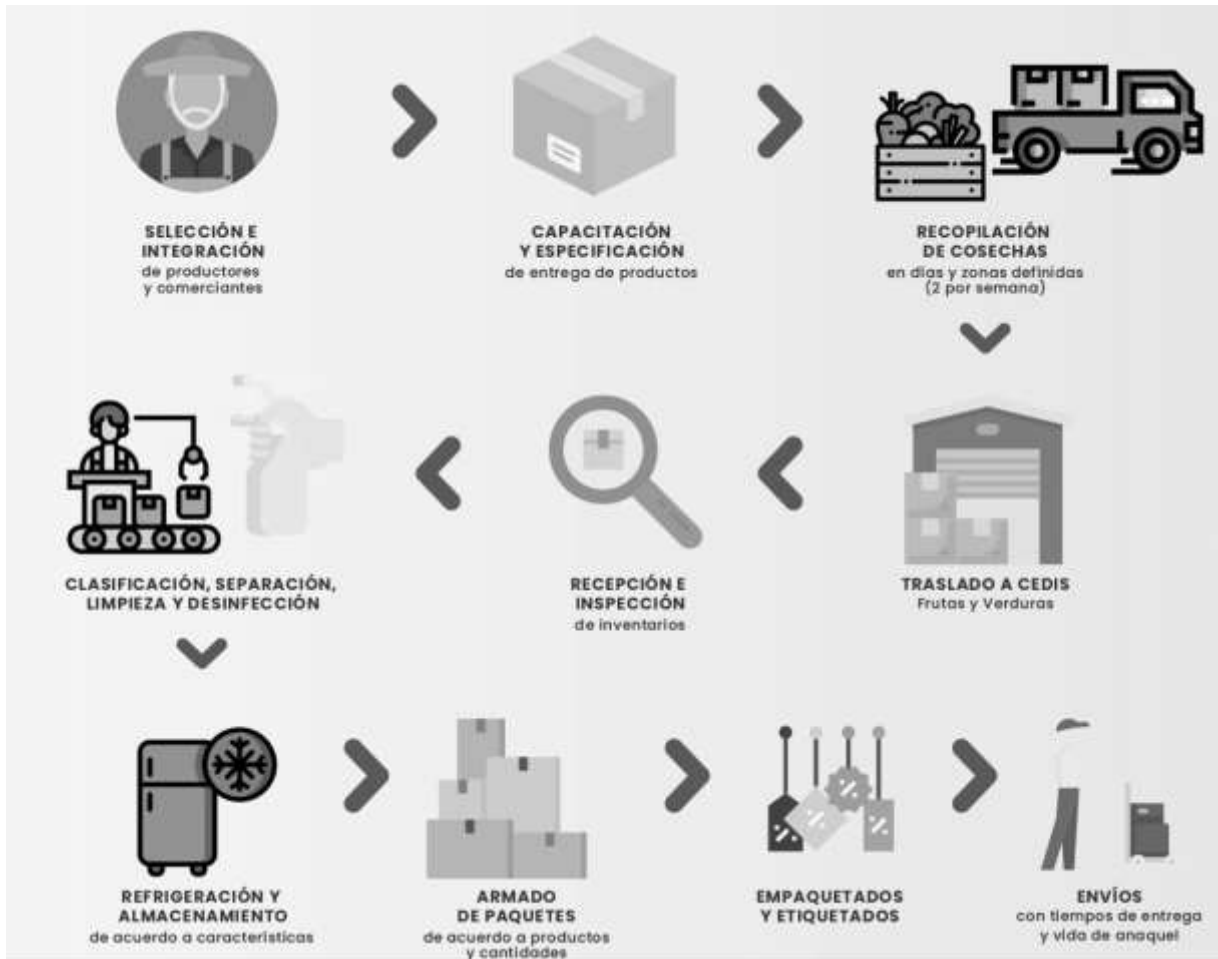 SELECCIÓN E
INTEGRACIÓN
de productores
y comerciantes
CAPACITACIÓN
Y ESPECIFICACIÓN
de entrega de productos
RECOPILACIÓN
DE COSECHAS
en días y zonas definidas
(2 por semana)
CLASIFICACIÓN, SEPARACIÓN,
LIMPIEZA Y DESINFECCIÓN
RECEPCIÓN E
INSPECCIÓN
de inventarios
TRASLADO A CEDIS
Frutas y Verduras
REFRIGERACIÓN Y
ALMACENAMIENTO
de acuerdo a características
ARMADO
DE PAQUETES
de acuerdo a productos
y cantidades
EMPAQUETADOS
Y ETIQUETADOS
ENVÍOS
con tiempos de entrega
y vida de anaquel